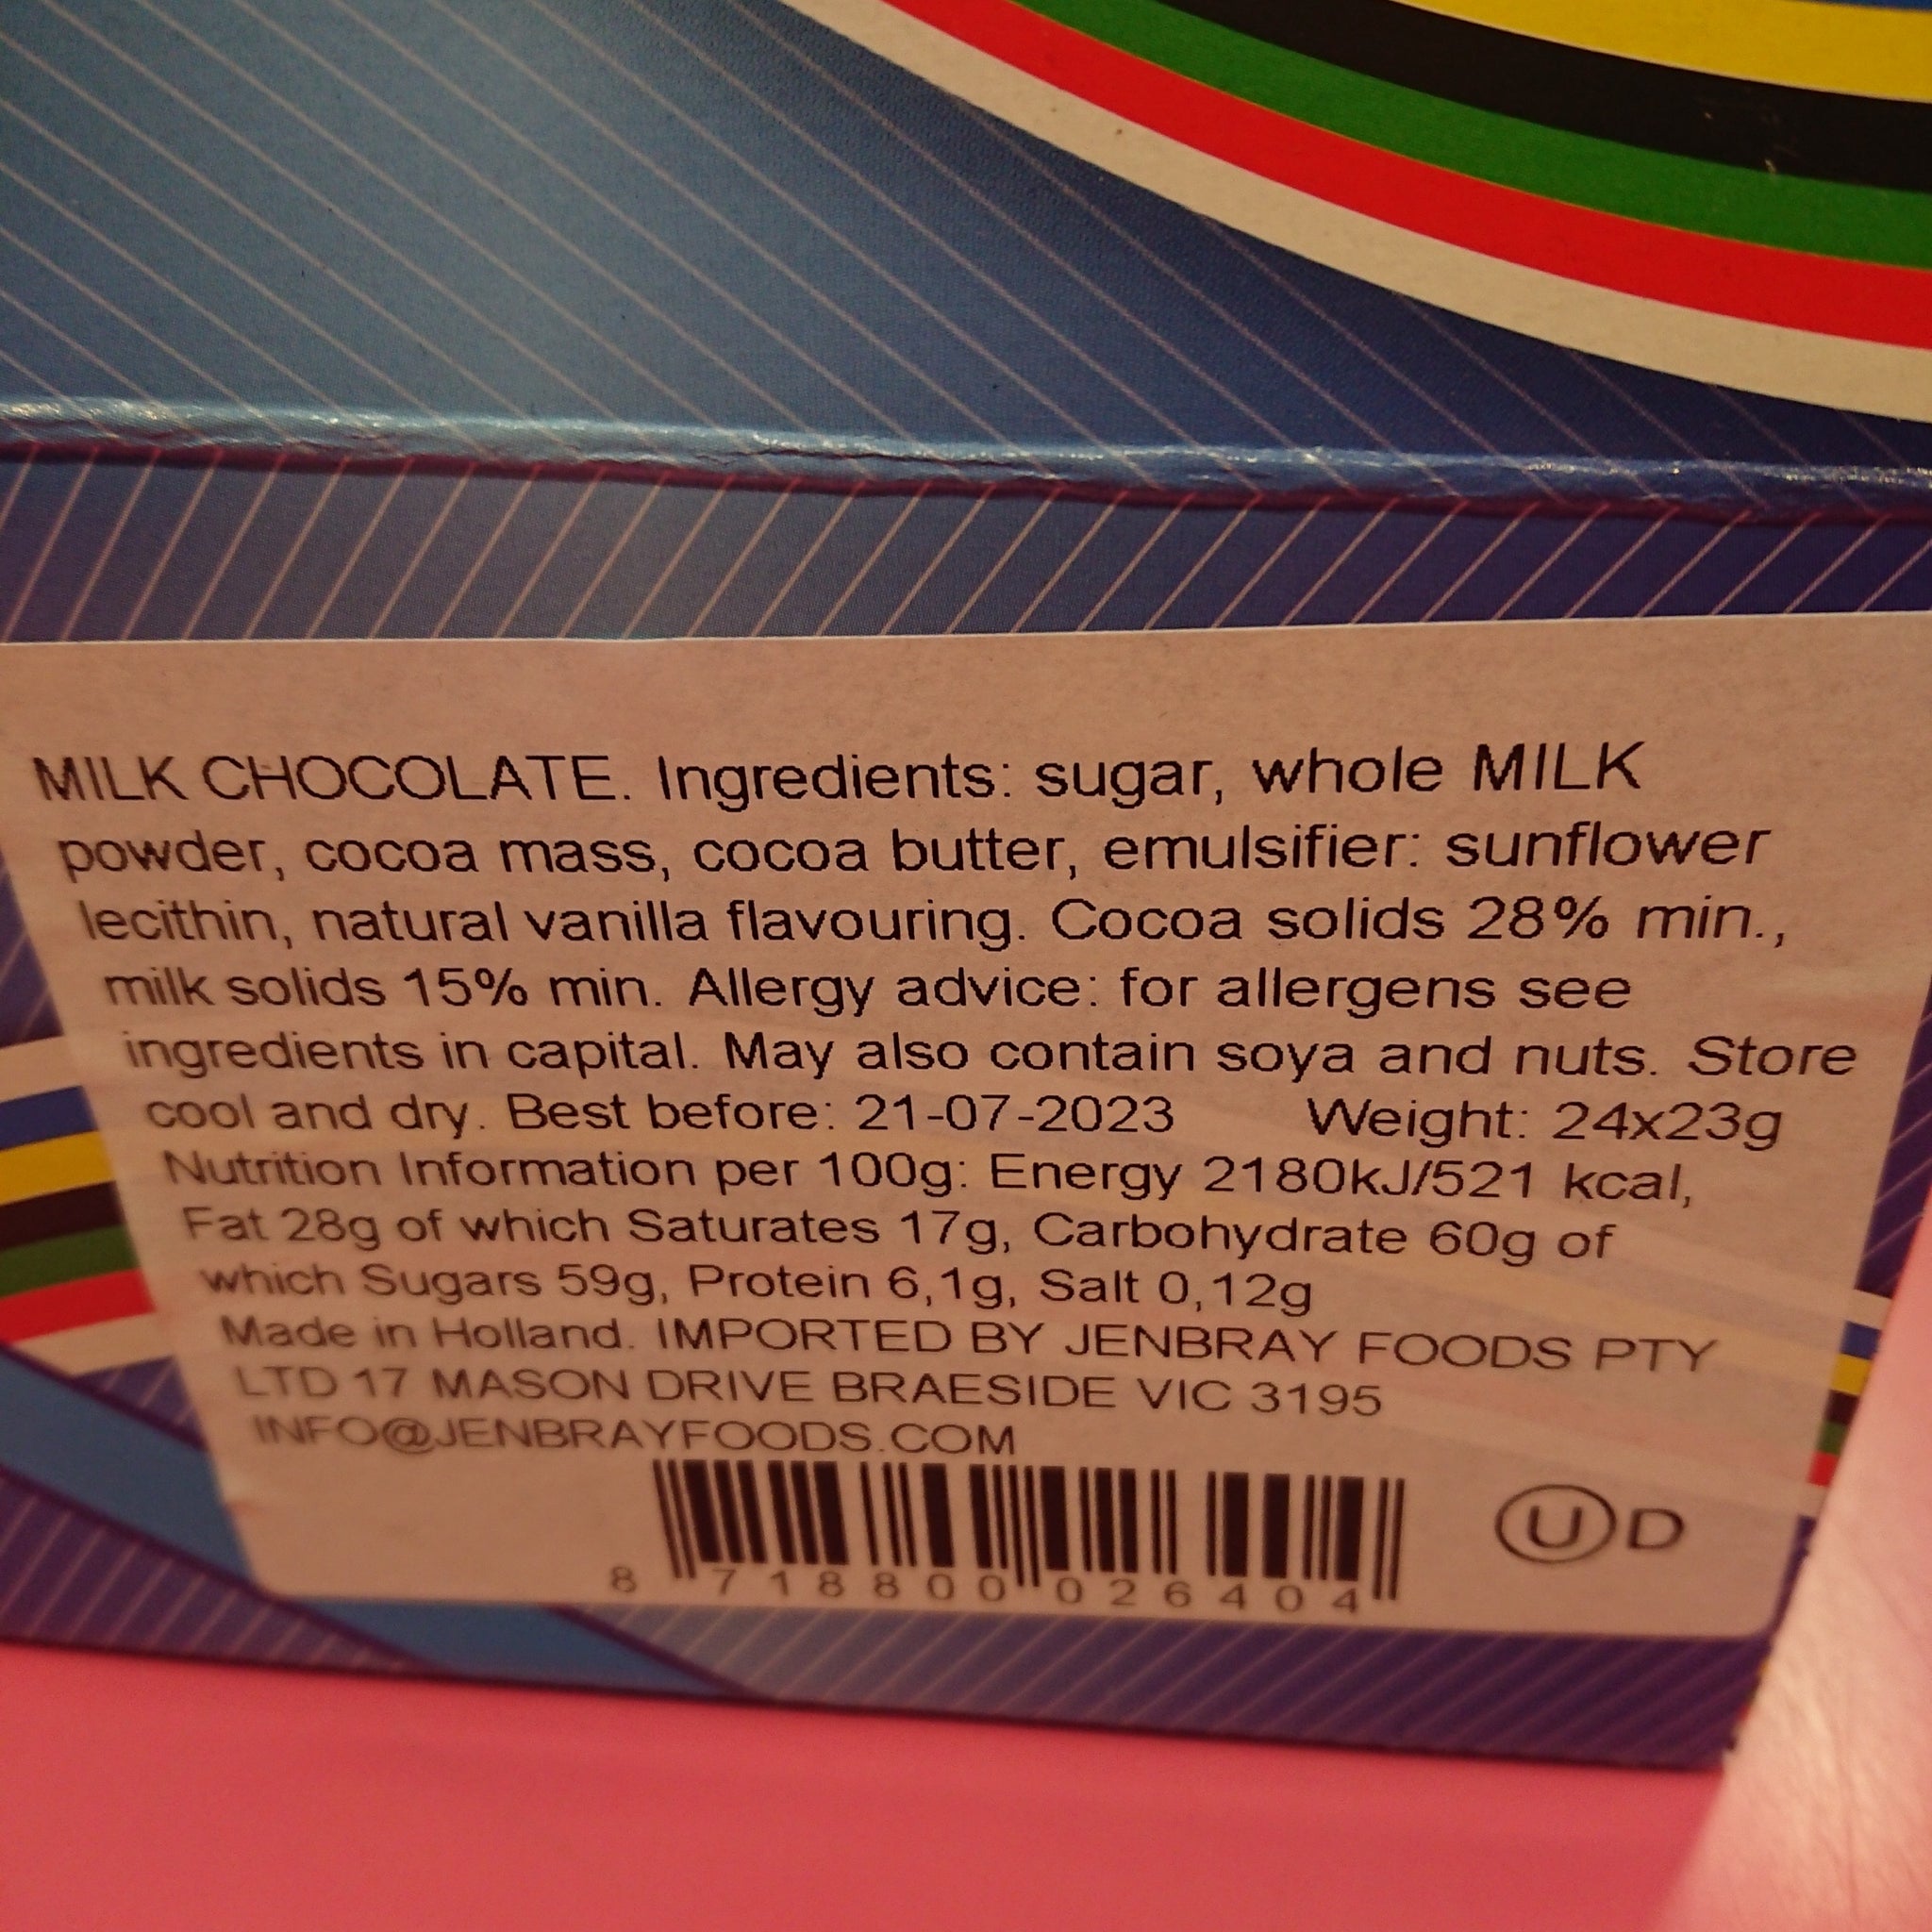 MILK CHOCOLATE. Ingredients: sugar, whole MILK
powder, cocoa mass, cocoa butter, emulsifier: sunflower
lecithin, natural vanilla flavouring. Cocoa solids 28% min.,
milk solids 15% min. Allergy advice: for allergens see
ingredients in capital. May also contain soya and nuts. Store
cool and dry. Best before: 21-07-2023 Weight: 24x23g
Nutrition Information per 100g: Energy 2180kJ/521 kcal,
Fat 28g of which Saturates 17g, Carbohydrate 60g of
which Sugars 59g, Protein 6,1g, Salt 0,12g
Made in Holland. IMPORTED BY JENBRAY FOODS PTY
LTD 17 MASON DRIVE BRAESIDE VIC 3195
INFO@JENBRAYFOODS.COM
8 718800 026404
U D